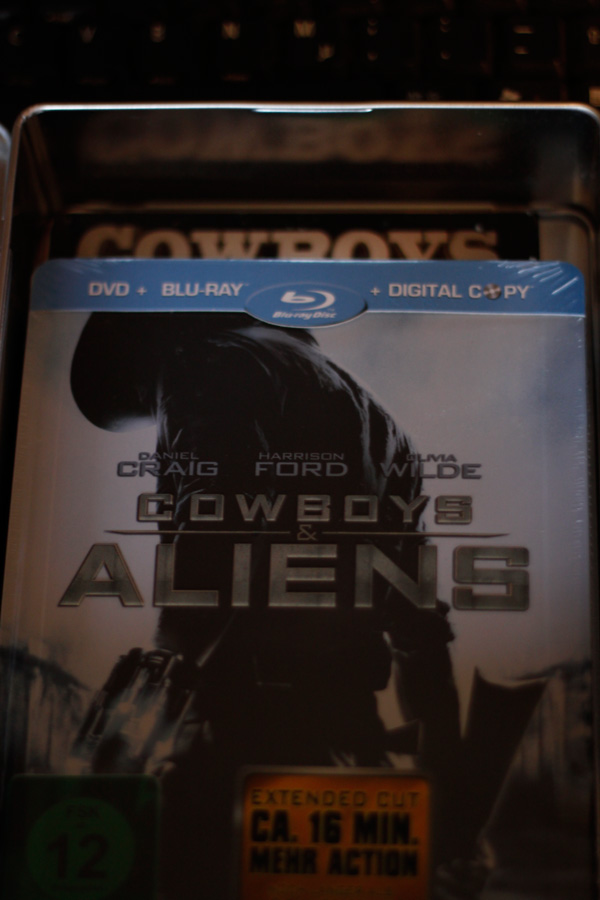 COWBOYS
DVD + BLU-RAY
Blu-ray Disc
+ DIGITAL COPY
DANIEL CRAIG
HARRISON FORD
OLIVIA WILDE
COWBOYS
&
ALIENS
FSK
12
EXTENDED CUT
CA. 16 MIN.
MEHR ACTION